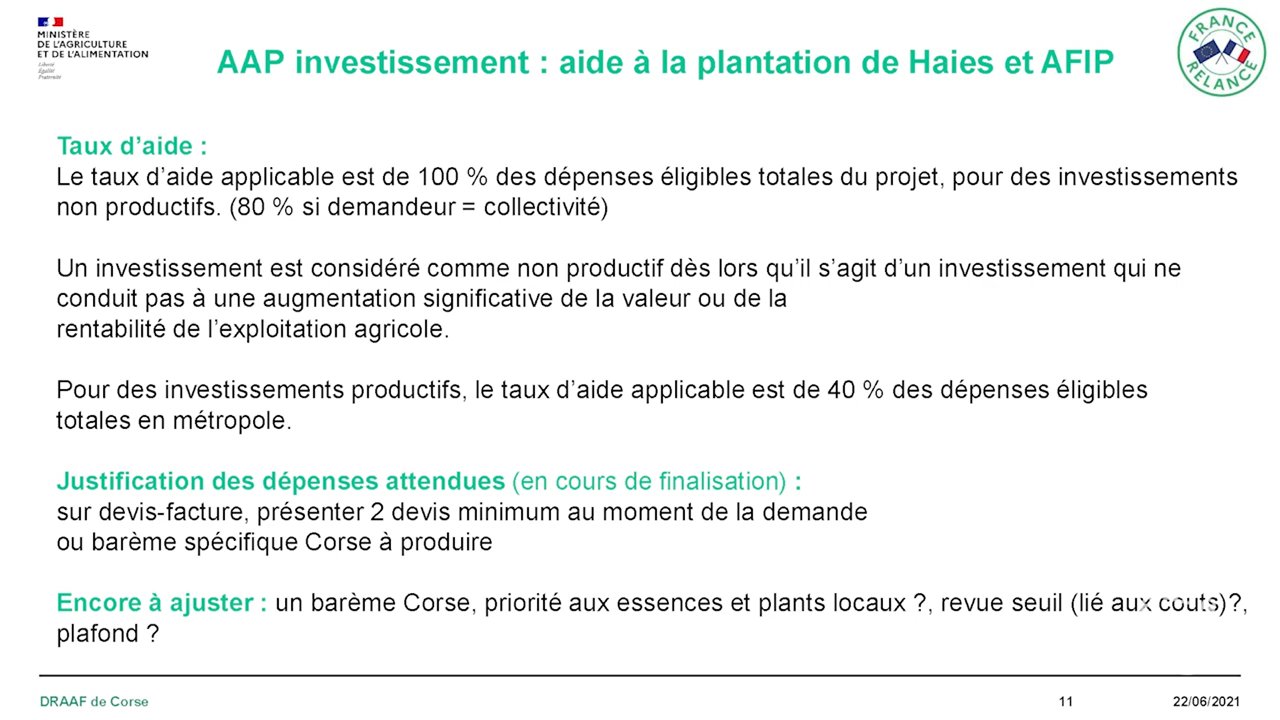 MINISTÈRE
DE L'AGRICULTURE
ET DE L'ALIMENTATION
Liberté
Égalité
Fraternité
FRANCE
RELANCE
AAP investissement : aide à la plantation de Haies et AFIP
Taux d’aide :
Le taux d’aide applicable est de 100 % des dépenses éligibles totales du projet, pour des investissements
non productifs. (80 % si demandeur = collectivité)
Un investissement est considéré comme non productif dès lors qu’il s’agit d’un investissement qui ne
conduit pas à une augmentation significative de la valeur ou de la
rentabilité de l’exploitation agricole.
Pour des investissements productifs, le taux d’aide applicable est de 40 % des dépenses éligibles
totales en métropole.
Justification des dépenses attendues (en cours de finalisation) :
sur devis-facture, présenter 2 devis minimum au moment de la demande
ou barème spécifique Corse à produire
Encore à ajuster : un barème Corse, priorité aux essences et plants locaux ?, revue seuil (lié aux couts)?,
plafond ?
DRAAF de Corse
11
22/06/2021